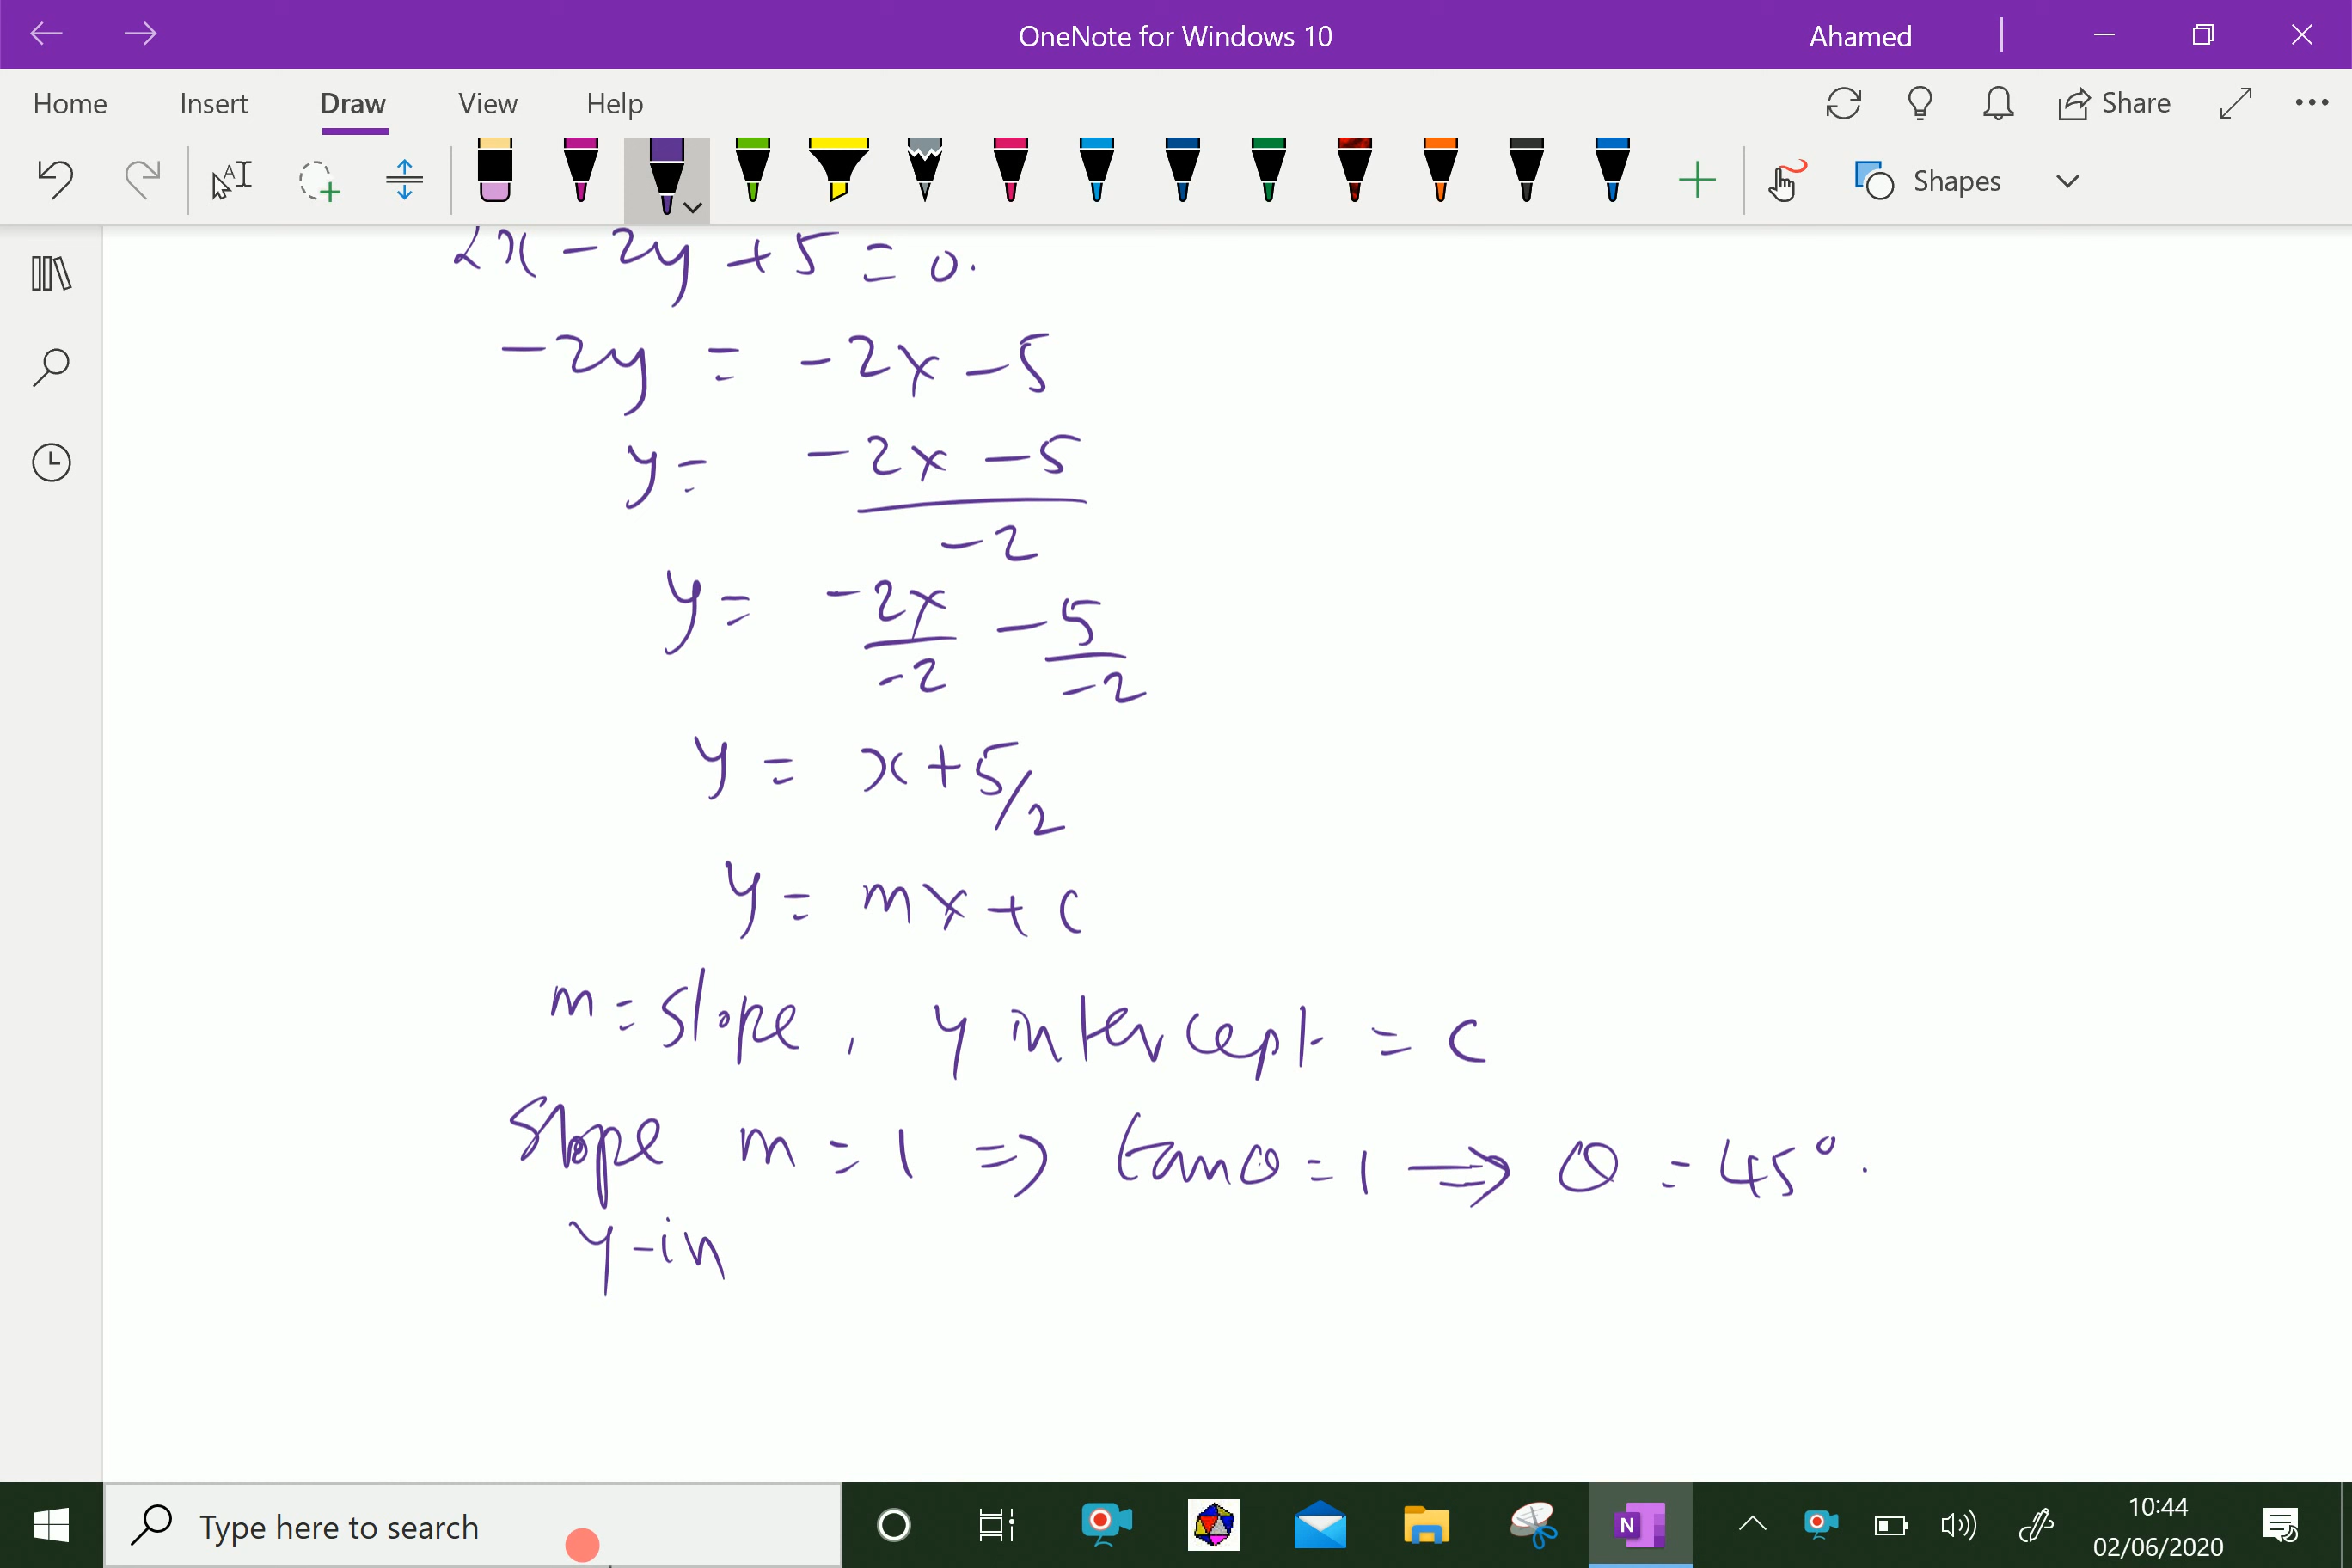 OneNote for Windows 10 Ahamed
Home Insert Draw View Help Share
Shapes
2x - 2y + 5 = 0.
-2y = -2x - 5
y = -2x - 5 / -2
y = -2x / -2 - 5 / -2
y = x + 5/2
y = mx + c
m = slope, y intercept = c
slope m = 1 ⇒ tanθ = 1 ⇒ θ = 45°.
y-in
Type here to search
10:44
02/06/2020